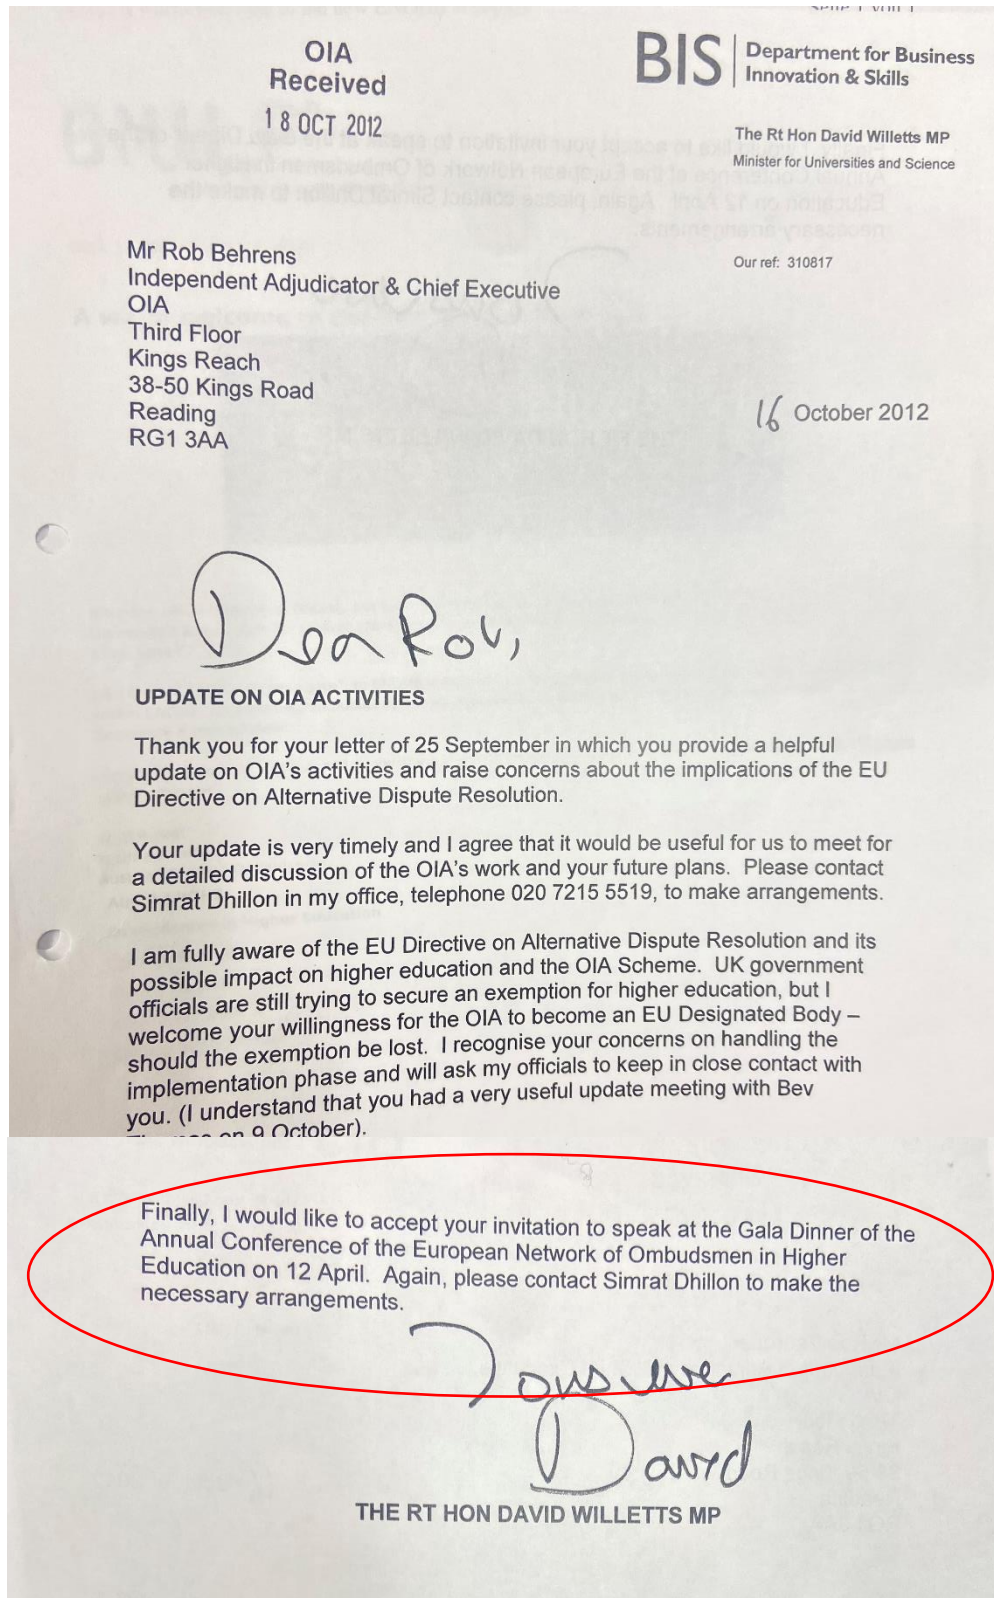 OIA
Received
18 OCT 2012
BIS
Department for Business
Innovation & Skills
The Rt Hon David Willetts MP
Minister for Universities and Science
Our ref: 310817
Mr Rob Behrens
Independent Adjudicator & Chief Executive
OIA
Third Floor
Kings Reach
38-50 Kings Road
Reading
RG1 3AA
16 October 2012
Dear Rob,
UPDATE ON OIA ACTIVITIES
Thank you for your letter of 25 September in which you provide a helpful
update on OIA's activities and raise concerns about the implications of the EU
Directive on Alternative Dispute Resolution.
Your update is very timely and I agree that it would be useful for us to meet for
a detailed discussion of the OIA's work and your future plans. Please contact
Simrat Dhillon in my office, telephone 020 7215 5519, to make arrangements.
I am fully aware of the EU Directive on Alternative Dispute Resolution and its
possible impact on higher education and the OIA Scheme. UK government
officials are still trying to secure an exemption for higher education, but I
welcome your willingness for the OIA to become an EU Designated Body –
should the exemption be lost. I recognise your concerns on handling the
implementation phase and will ask my officials to keep in close contact with
you. (I understand that you had a very useful update meeting with Bev
on 9 October).
Finally, I would like to accept your invitation to speak at the Gala Dinner of the
Annual Conference of the European Network of Ombudsmen in Higher
Education on 12 April. Again, please contact Simrat Dhillon to make the
necessary arrangements.
Yours
David
THE RT HON DAVID WILLETTS MP